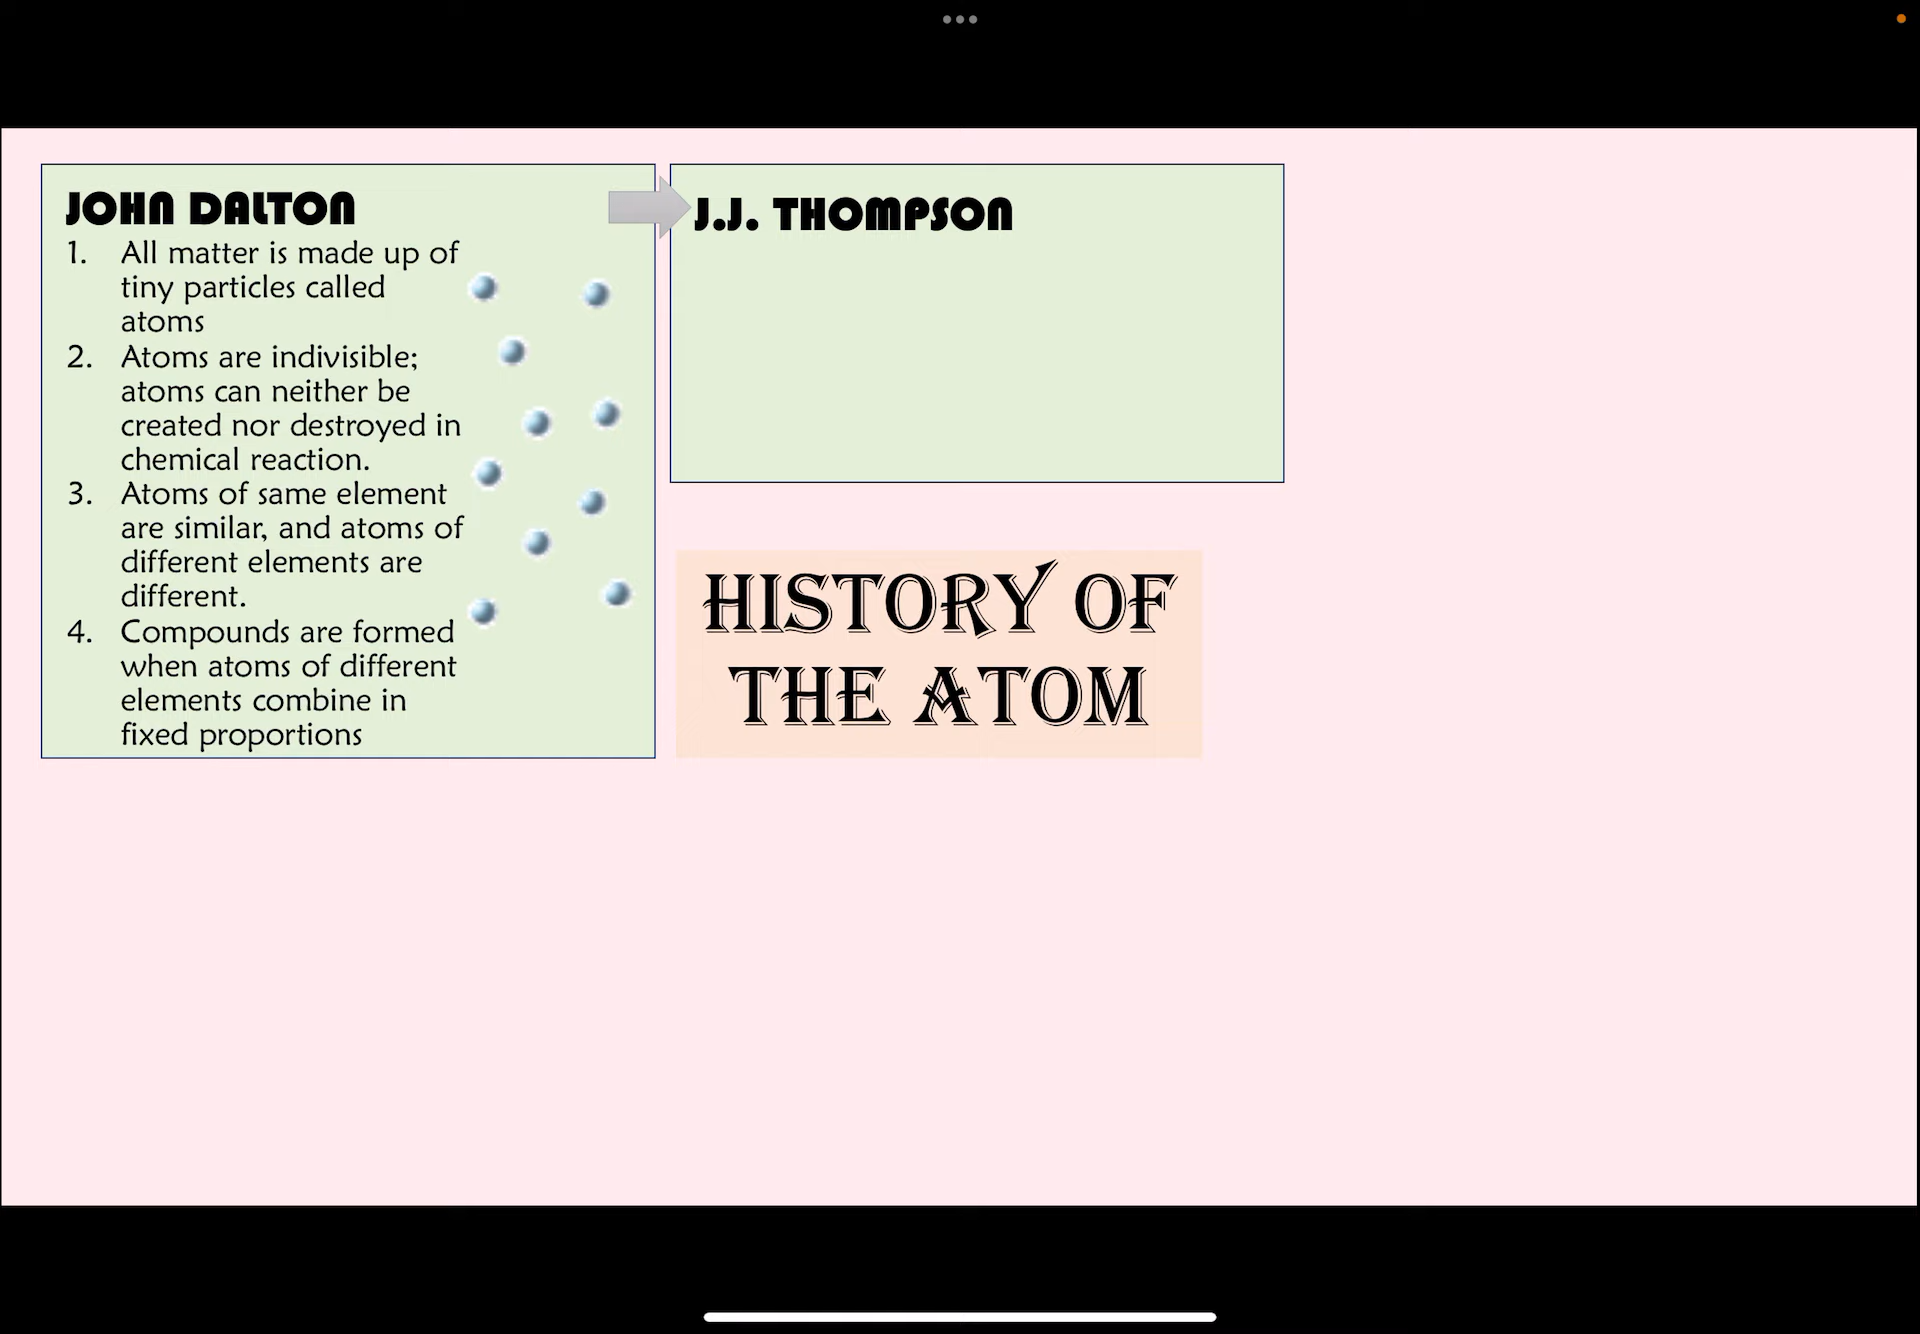 JOHN DALTON
1. All matter is made up of
tiny particles called
atoms
2. Atoms are indivisible;
atoms can neither be
created nor destroyed in
chemical reaction.
3. Atoms of same element
are similar, and atoms of
different elements are
different.
4. Compounds are formed
when atoms of different
elements combine in
fixed proportions
J.J. THOMPSON
HISTORY OF
THE ATOM